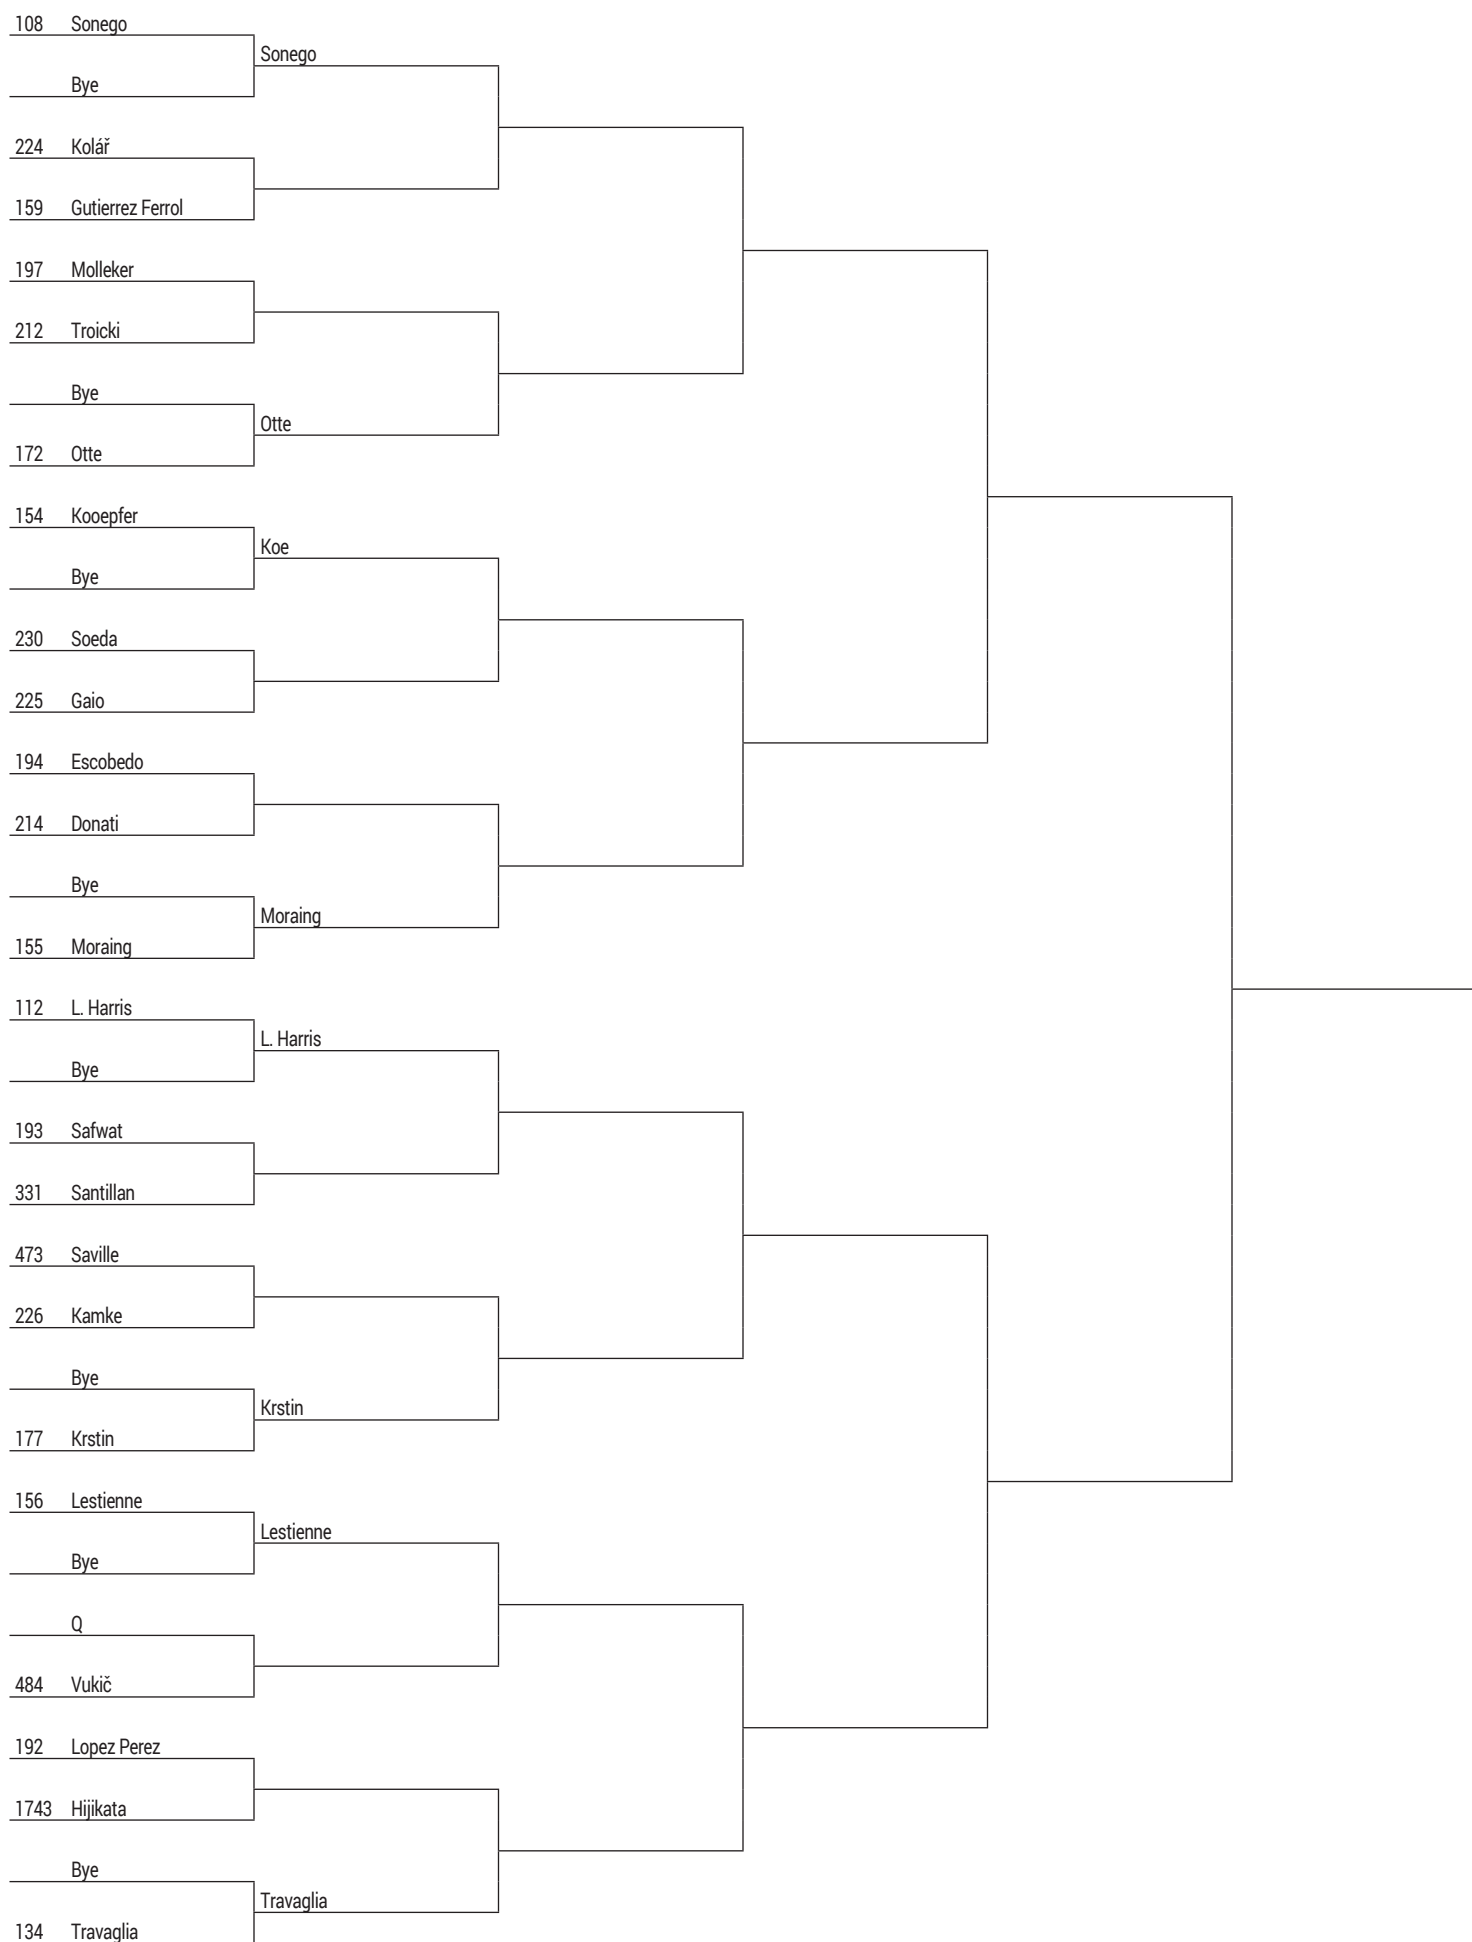 108 Sonego
Sonego
Bye
224 Kolář
159 Gutierrez Ferrol
197 Molleker
212 Troicki
Bye
Otte
172 Otte
154 Kooepfer
Koe
Bye
230 Soeda
225 Gaio
194 Escobedo
214 Donati
Bye
Moraing
155 Moraing
112 L. Harris
L. Harris
Bye
193 Safwat
331 Santillan
473 Saville
226 Kamke
Bye
Krstin
177 Krstin
156 Lestienne
Lestienne
Bye
Q
484 Vukič
192 Lopez Perez
1743 Hijikata
Bye
Travaglia
134 Travaglia